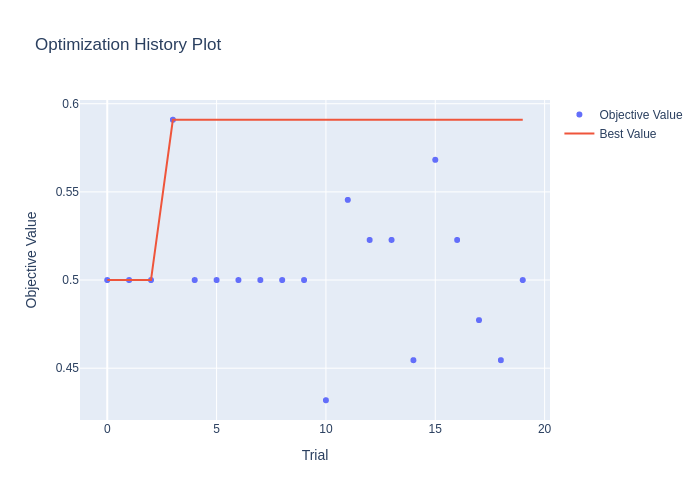 Optimization History Plot
0.6
0.55
0.5
0.45
0
5
10
15
20
Trial
Objective Value
Objective Value
Best Value